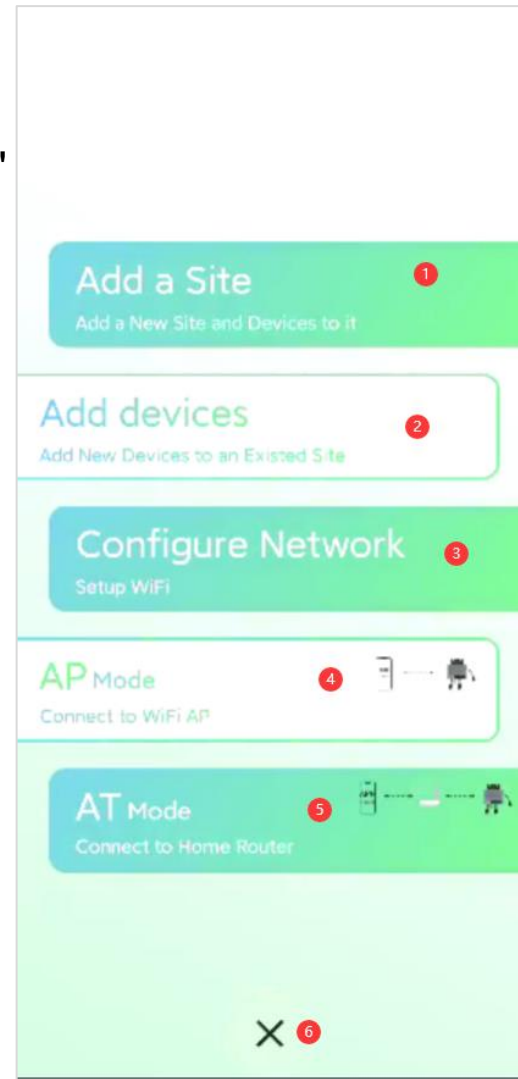 "
Add a Site
1
Add a New Site and Devices to it
Add devices
2
Add New Devices to an Existed Site
Configure Network
3
Setup WiFi
AP Mode
4
Connect to WiFi AP
AT Mode
5
Connect to Home Router
6